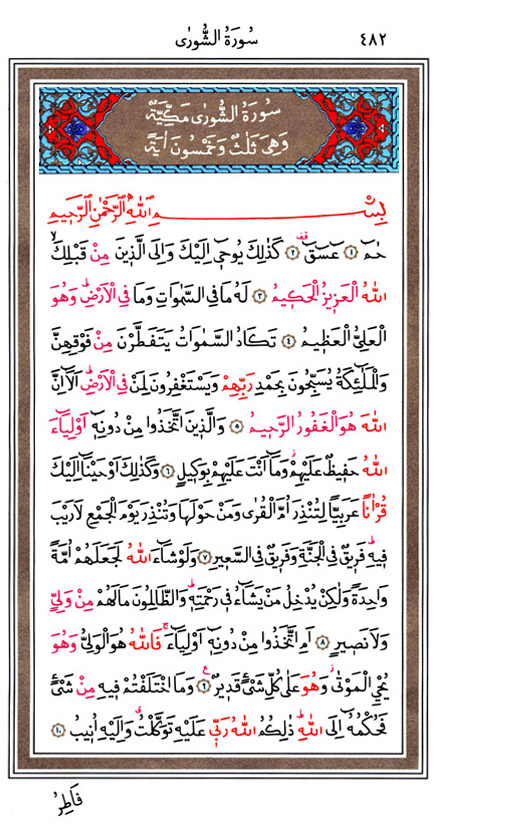 سُورَةُ الشُّورٰى ٤٨٢
سُورَةُ الشُّورٰى مَكِّيَّةٌ
وَهِىَ ثَلٰثٌ وَخَمْسُونَ اٰيَةً
بِسْمِ اللّٰهِ الرَّحْمٰنِ الرَّحٖيمِ
حٰمٓ ۝١ عٓسٓقٓ ۝٢ كَذٰلِكَ يُوحٖٓى اِلَيْكَ وَاِلَى الَّذٖينَ مِنْ قَبْلِكَۙ
اللّٰهُ الْعَزٖيزُ الْحَكٖيمُ ۝٣ لَهُ مَا فِى السَّمٰوَاتِ وَمَا فِى الْاَرْضِؕ وَهُوَ
الْعَلِىُّ الْعَظٖيمُ ۝٤ تَكَادُ السَّمٰوَاتُ يَتَفَطَّرْنَ مِنْ فَوْقِهِنَّ
وَالْمَلٰٓئِكَةُ يُسَبِّحُونَ بِحَمْدِ رَبِّهِمْ وَيَسْتَغْفِرُونَ لِمَنْ فِى الْاَرْضِؕ اَلَٓا اِنَّ
اللّٰهَ هُوَ الْغَفُورُ الرَّحٖيمُ ۝٥ وَالَّذٖينَ اتَّخَذُوا مِنْ دُونِهٖٓ اَوْلِيَٓاءَ
اللّٰهُ حَفٖيظٌ عَلَيْهِمْؗ وَمَٓا اَنْتَ عَلَيْهِمْ بِوَكٖيلٍ ۝٦ وَكَذٰلِكَ اَوْحَيْنَٓا اِلَيْكَ
قُرْاٰنًا عَرَبِيًّا لِتُنْذِرَ اُمَّ الْقُرٰى وَمَنْ حَوْلَهَا وَتُنْذِرَ يَوْمَ الْجَمْعِ لَا رَيْبَ
فٖيهِؕ فَرٖيقٌ فِى الْجَنَّةِ وَفَرٖيقٌ فِى السَّعٖيرِ ۝٧ وَلَوْ شَٓاءَ اللّٰهُ لَجَعَلَهُمْ اُمَّةً
وَاحِدَةً وَلٰكِنْ يُدْخِلُ مَنْ يَشَٓاءُ فٖى رَحْمَتِهٖؕ وَالظَّالِمُونَ مَا لَهُمْ مِنْ وَلِىٍّ
وَلَا نَصٖيرٍ ۝٨ اَمِ اتَّخَذُوا مِنْ دُونِهٖٓ اَوْلِيَٓاءَۚ فَاللّٰهُ هُوَ الْوَلِىُّ وَهُوَ
يُحْيِى الْمَوْتٰىؗ وَهُوَ عَلٰى كُلِّ شَیْءٍ قَدٖيرٌ ۝٩ وَمَا اخْتَلَفْتُمْ فٖيهِ مِنْ شَیْءٍ
فَحُكْمُهُٓ اِلَى اللّٰهِؕ ذٰلِكُمُ اللّٰهُ رَبّٖى عَلَيْهِ تَوَكَّلْتُ وَاِلَيْهِ اُنٖيبُ ۝١٠
فَاطِرُ